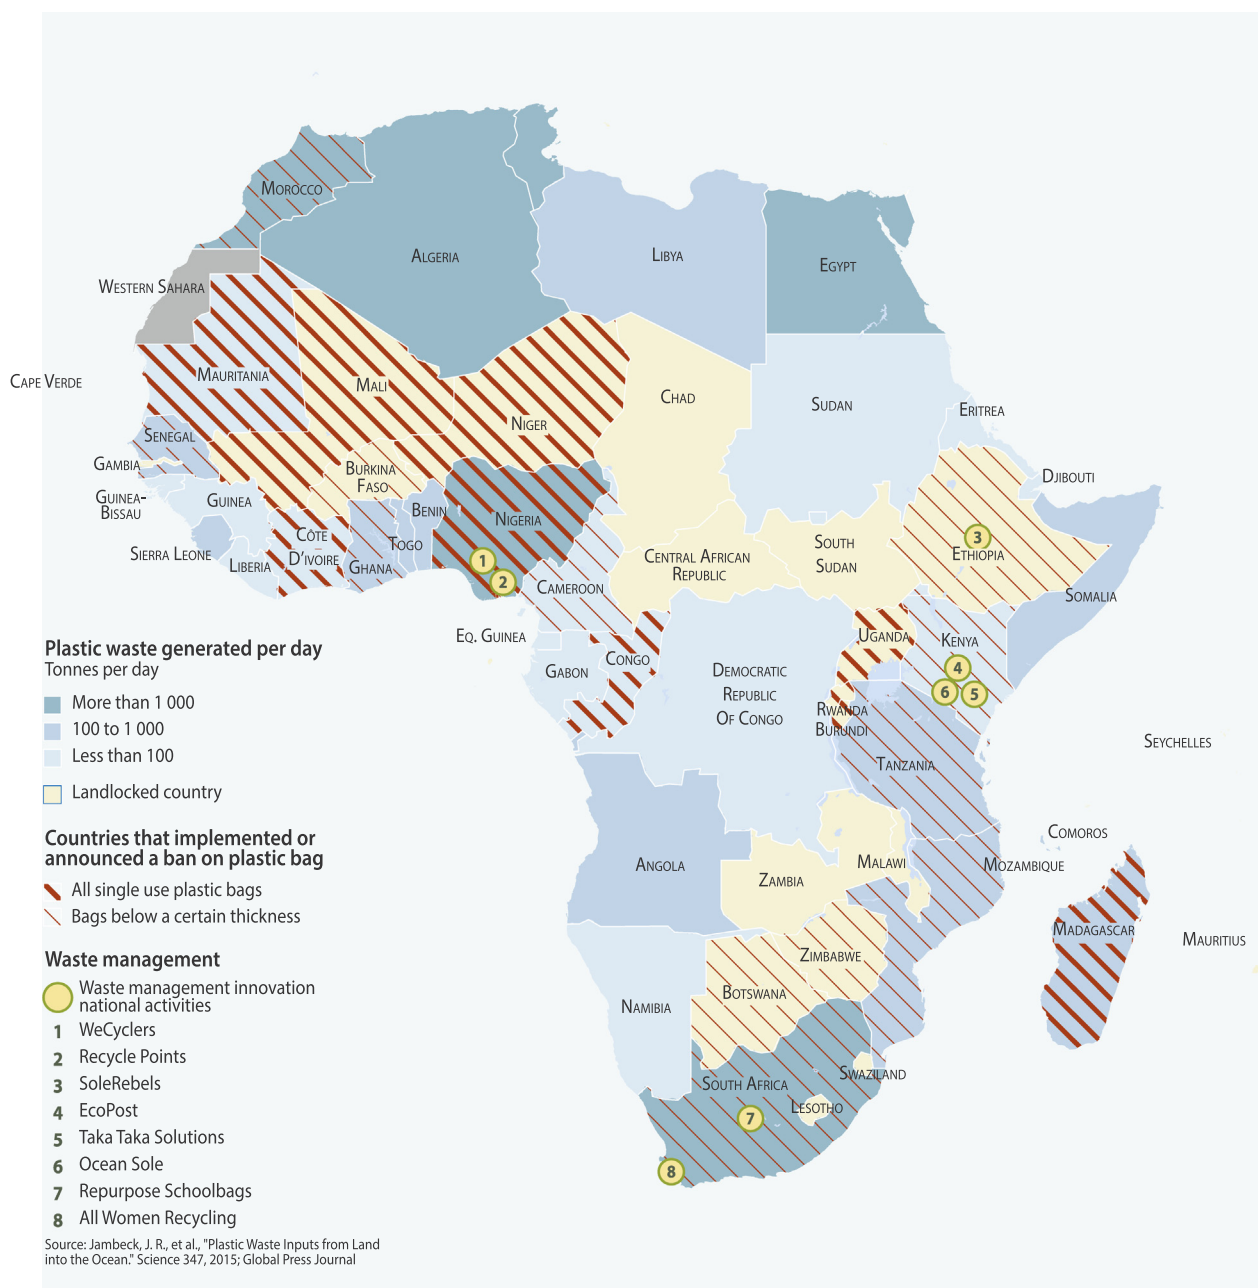 Morocco
Algeria
Libya
Egypt
Western Sahara
Cape Verde
Mauritania
Mali
Niger
Chad
Sudan
Eritrea
Senegal
Gambia
Guinea-
Bissau
Guinea
Burkina
Faso
Benin
Nigeria
Djibouti
Sierra Leone
Liberia
Côte
D'ivoire
Ghana
Togo
Central African
Republic
South
Sudan
3
Ethiopia
1
2
Cameroon
Somalia
Eq. Guinea
Gabon
Congo
Democratic
Republic
Of Congo
Uganda
Kenya
4
6
5
Rwanda
Burundi
Tanzania
Seychelles
Comoros
Angola
Zambia
Malawi
Mozambique
Madagascar
Mauritius
Namibia
Botswana
Zimbabwe
South Africa
Swaziland
Lesotho
7
8
Plastic waste generated per day
Tonnes per day
More than 1 000
100 to 1 000
Less than 100
Landlocked country
Countries that implemented or
announced a ban on plastic bag
All single use plastic bags
Bags below a certain thickness
Waste management
Waste management innovation
national activities
1 WeCyclers
2 Recycle Points
3 SoleRebels
4 EcoPost
5 Taka Taka Solutions
6 Ocean Sole
7 Repurpose Schoolbags
8 All Women Recycling
Source: Jambeck, J. R., et al., "Plastic Waste Inputs from Land
into the Ocean." Science 347, 2015; Global Press Journal